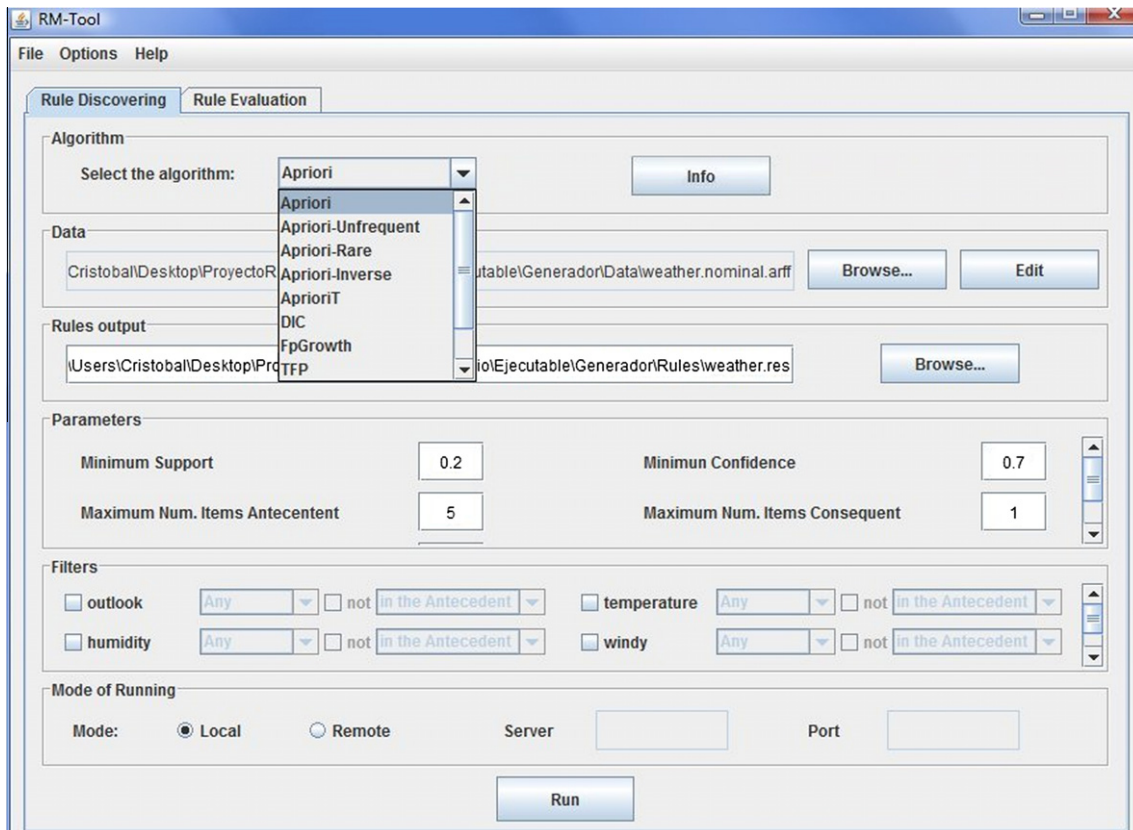 RM-Tool
File Options Help
Rule Discovering Rule Evaluation
Algorithm
Select the algorithm: Apriori Info
Apriori
Apriori-Unfrequent
Apriori-Rare
Apriori-Inverse
AprioriT
DIC
FpGrowth
TFP
Data
Cristobal\Desktop\ProyectoR cutable\Generador\Data\weather.nominal.arff Browse... Edit
Rules output
\Users\Cristobal\Desktop\Pro io\Ejecutable\Generador\Rules\weather.res Browse...
Parameters
Minimum Support 0.2 Minimun Confidence 0.7
Maximum Num. Items Antecentent 5 Maximum Num. Items Consequent 1
Filters
outlook Any not in the Antecedent temperature Any not in the Antecedent
humidity Any not in the Antecedent windy Any not in the Antecedent
Mode of Running
Mode: Local Remote Server Port
Run